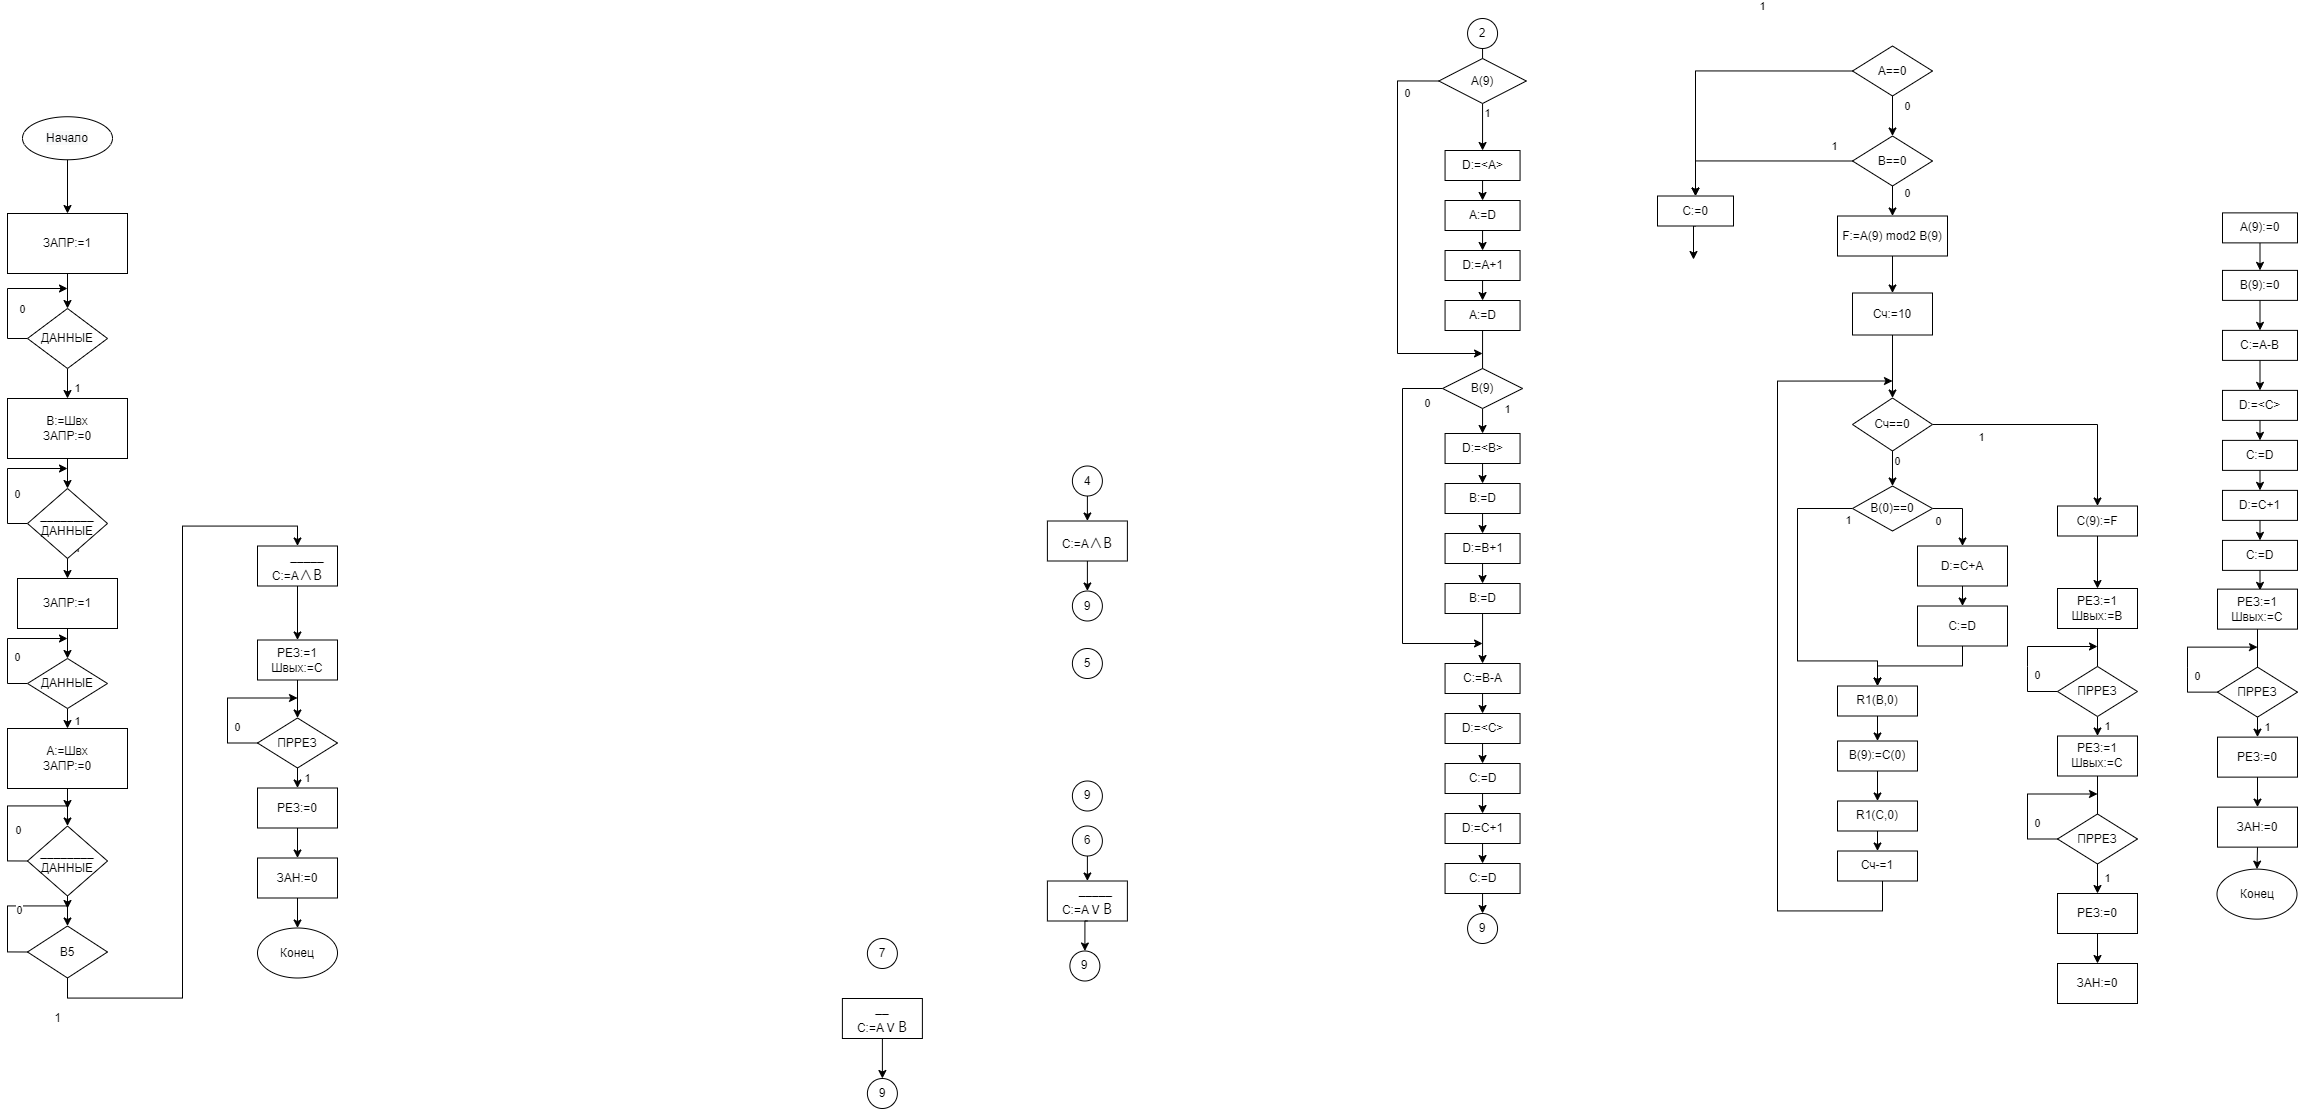 Начало
ЗАПР:=1
0
ДАННЫЕ
1
В:=Швх
ЗАПР:=0
0
ДАННЫЕ
ЗАПР:=1
0
ДАННЫЕ
1
А:=Швх
ЗАПР:=0
0
ДАННЫЕ
0
В5
1
C:=A ∧ B
РЕЗ:=1
Швых:=С
0
ПРРЕЗ
1
РЕЗ:=0
ЗАН:=0
Конец
7
C:=A V B
9
4
C:=A ∧ B
9
5
9
6
C:=A V B
9
2
A(9)
0
1
D:=<A>
A:=D
D:=A+1
A:=D
B(9)
0
1
D:=<B>
B:=D
D:=B+1
B:=D
C:=B-A
D:=<C>
C:=D
D:=C+1
C:=D
9
1
A==0
0
1
B==0
0
C:=0
F:=A(9) mod2 B(9)
Сч:=10
Сч==0
1
0
B(0)==0
1
0
D:=C+A
C:=D
R1(B,0)
B(9):=C(0)
R1(C,0)
Сч-=1
C(9):=F
РЕЗ:=1
Швых:=В
0
ПРРЕЗ
1
РЕЗ:=1
Швых:=С
0
ПРРЕЗ
1
РЕЗ:=0
ЗАН:=0
A(9):=0
B(9):=0
C:=A-B
D:=<C>
C:=D
D:=C+1
C:=D
РЕЗ:=1
Швых:=С
0
ПРРЕЗ
1
РЕЗ:=0
ЗАН:=0
Конец